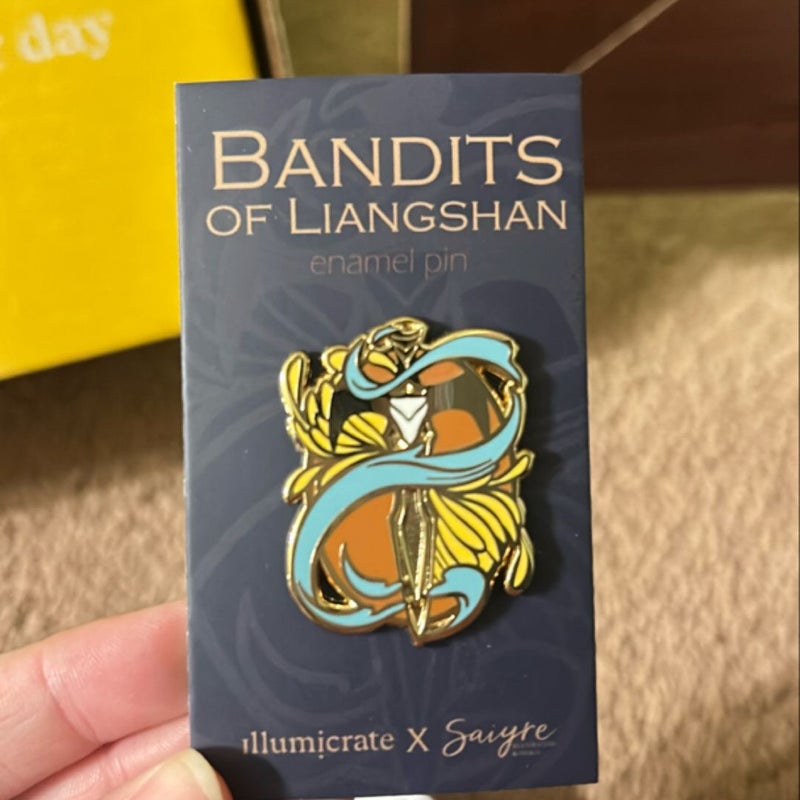 day
BANDITS
OF LIANGSHAN
enamel pin
illumicrate X Saiyre